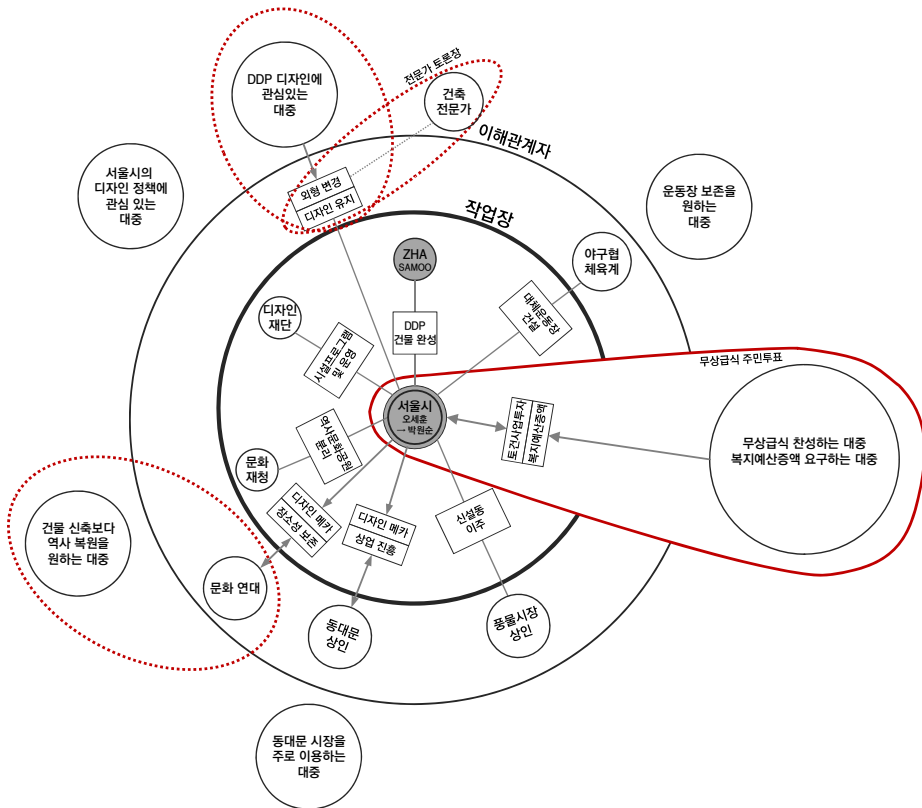 DDP 디자인에
관심있는
대중
전문가 토론장
건축
전문가
이해관계자
서울시의
디자인 정책에
관심 있는
대중
외형 변경
디자인 유지
운동장 보존을
원하는
대중
작업장
ZHA
SAMOO
야구협
체육계
디자인
재단
DDP
건물 완성
대체운동장
건설
시설프로그램
및 운영
무상급식 주민투표
서울시
오세훈
→ 박원순
토건사업투자
복지예산증액
무상급식 찬성하는 대중
복지예산증액 요구하는 대중
역사문화공원
분리
문화
재청
디자인 메카
장소성 보존
디자인 메카
상업 진흥
신설동
이주
건물 신축보다
역사 복원을
원하는 대중
문화 연대
동대문
상인
풍물시장
상인
동대문 시장을
주로 이용하는
대중